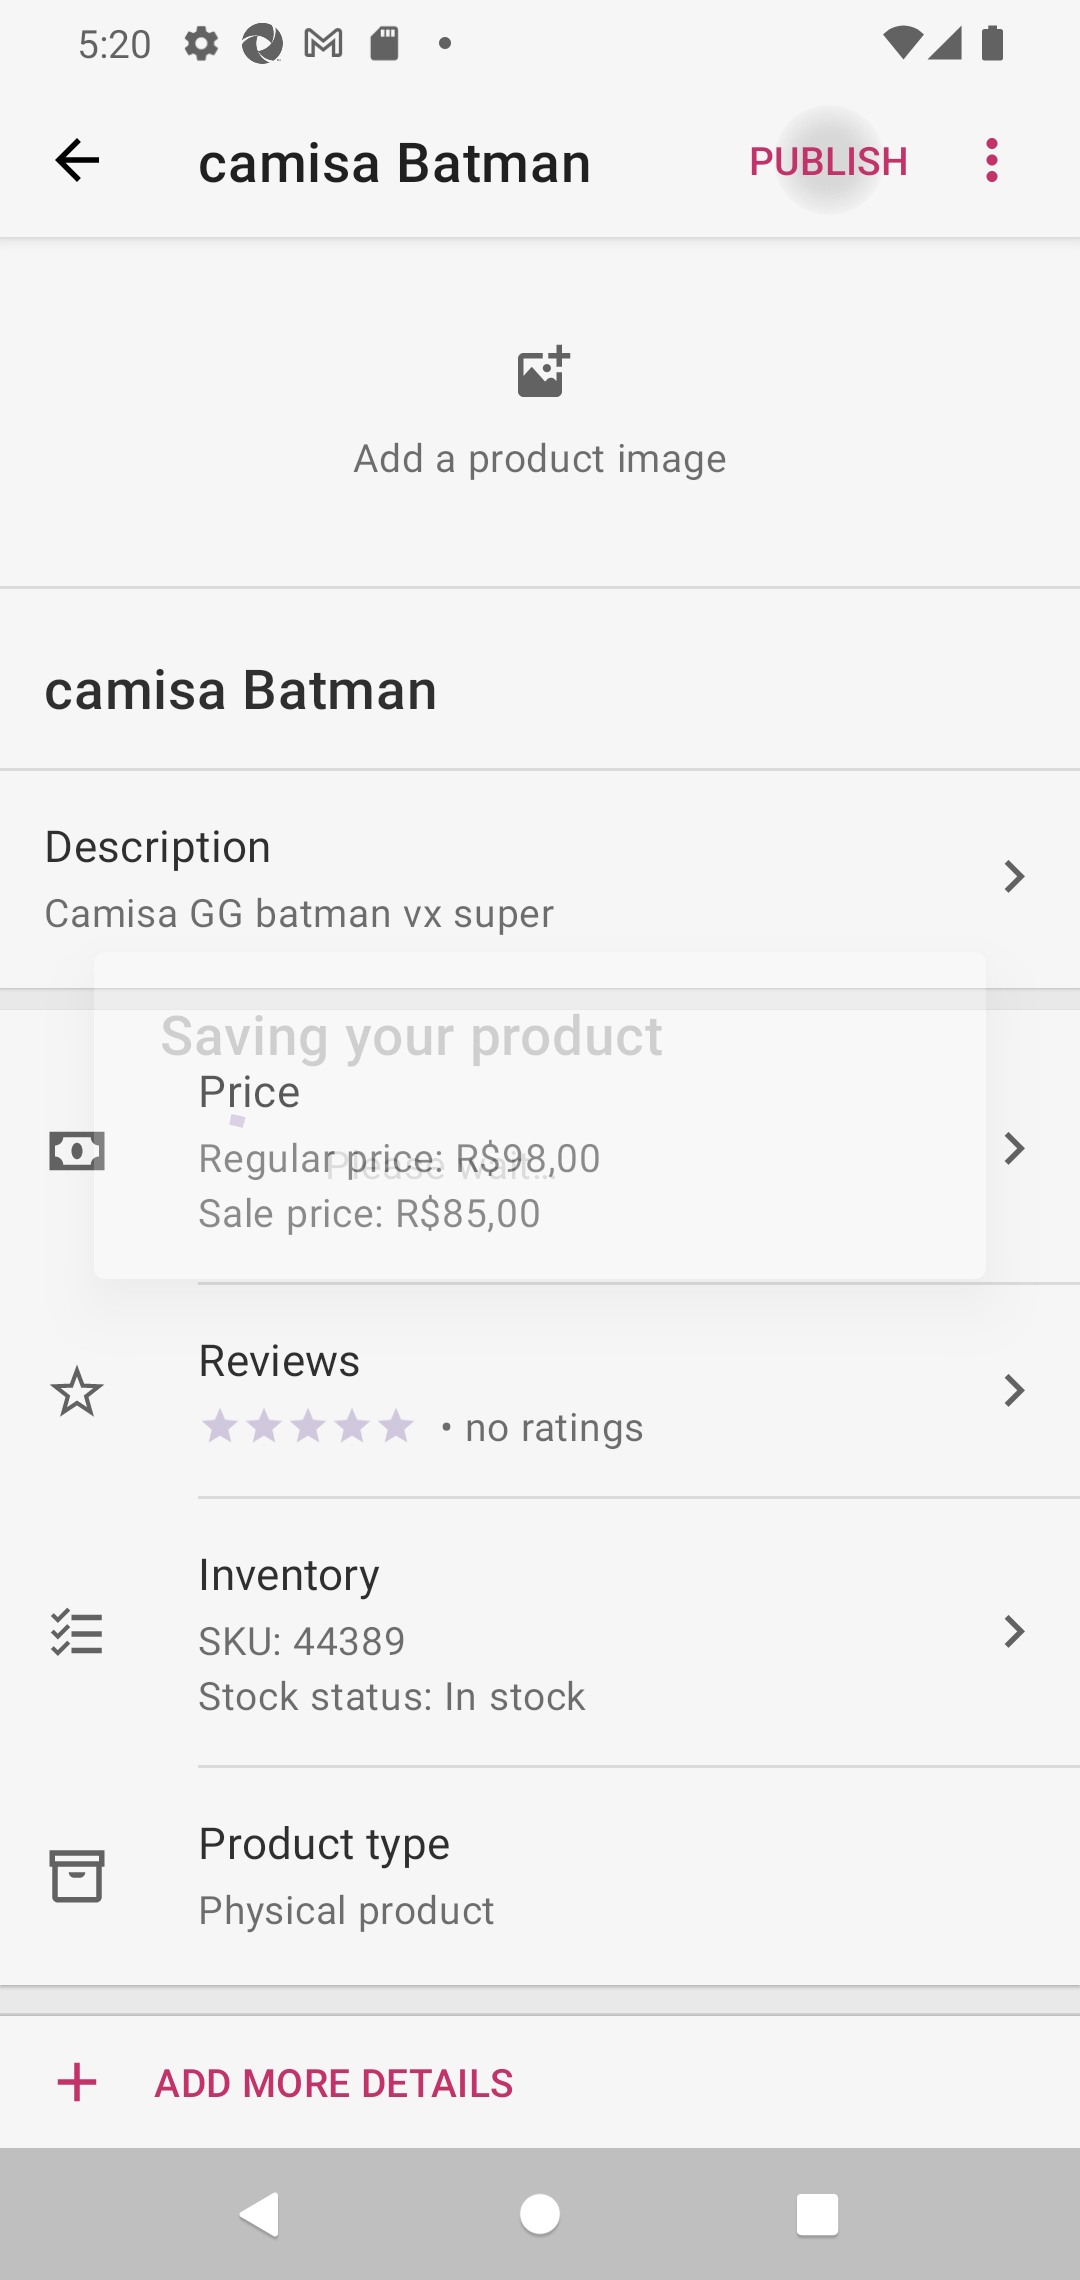 5:20
camisa Batman
PUBLISH
Add a product image
camisa Batman
Description
Camisa GG batman vx super
Saving your product
Price
Regular price: R$98,00
Please wait…
Sale price: R$85,00
Reviews
• no ratings
Inventory
SKU: 44389
Stock status: In stock
Product type
Physical product
ADD MORE DETAILS